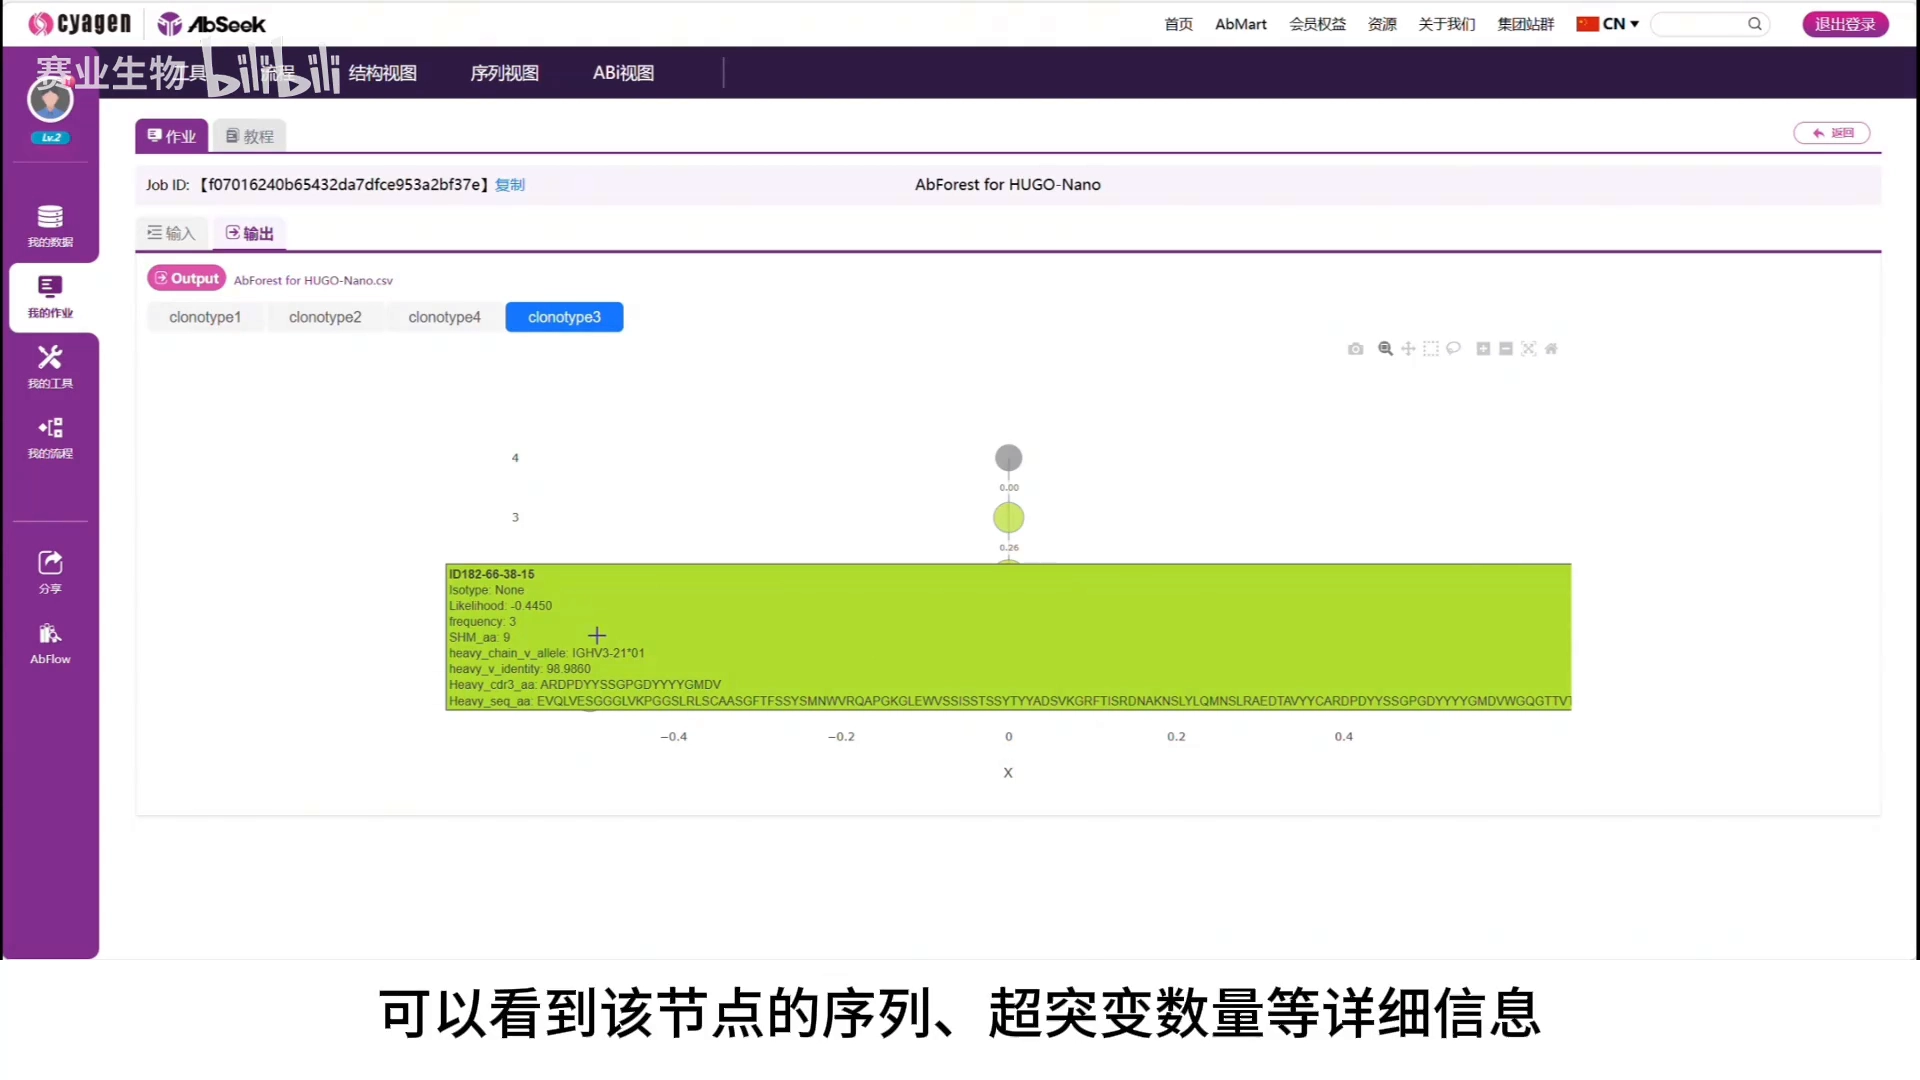 cyagen AbSeek 首页 AbMart 会员权益 资源 关于我们 集团站群 CN 退出登录
赛业生物 bilibili
工具 流程 结构视图 序列视图 ABi视图
Lv.2
作业 教程 返回
Job ID: 【f07016240b65432da7dfce953a2bf37e】 复制 AbForest for HUGO-Nano
输入 输出
我的数据
Output AbForest for HUGO-Nano.csv
clonotype1 clonotype2 clonotype4 clonotype3
我的作业
我的工具
我的流程
分享
AbFlow
4
0.00
3
0.26
ID182-66-38-15
Isotype: None
Likelihood: -0.4450
frequency: 3
SHM_aa: 9
heavy_chain_v_allele: IGHV3-21*01
heavy_v_identity: 98.9860
Heavy_cdr3_aa: ARDPDYYSSGPGDYYYYGMDV
Heavy_seq_aa: EVQLVESGGGLVKPGGSLRLSCAASGFTFSSYSMNWVRQAPGKGLEWVSSISSTSSYTYYADSVKGRFTISRDNAKNSLYLQMNSLRAEDTAVYYCARDPDYYSSGPGDYYYYGMDVWGQGTTV
−0.4 −0.2 0 0.2 0.4
X
可以看到该节点的序列、超突变数量等详细信息